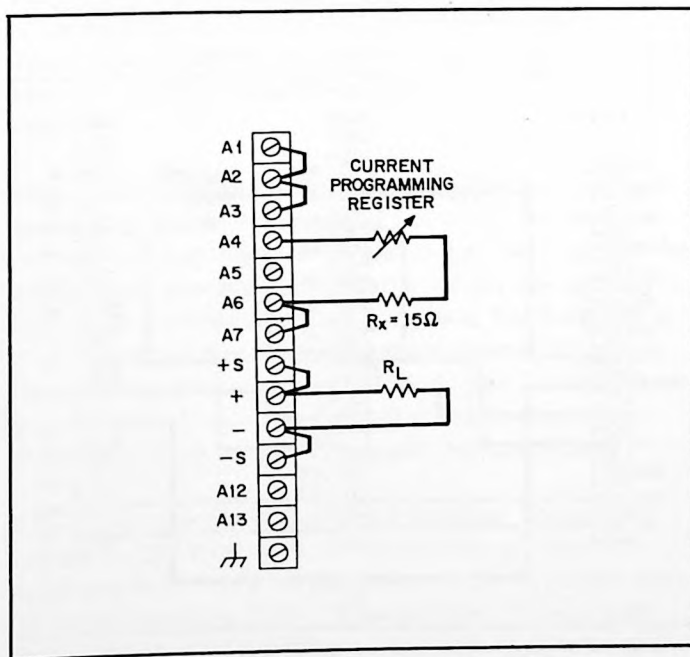 A1
A2
A3
A4
A5
A6
A7
+S
+
−
−S
A12
A13
CURRENT
PROGRAMMING
REGISTER
Rx = 15Ω
RL